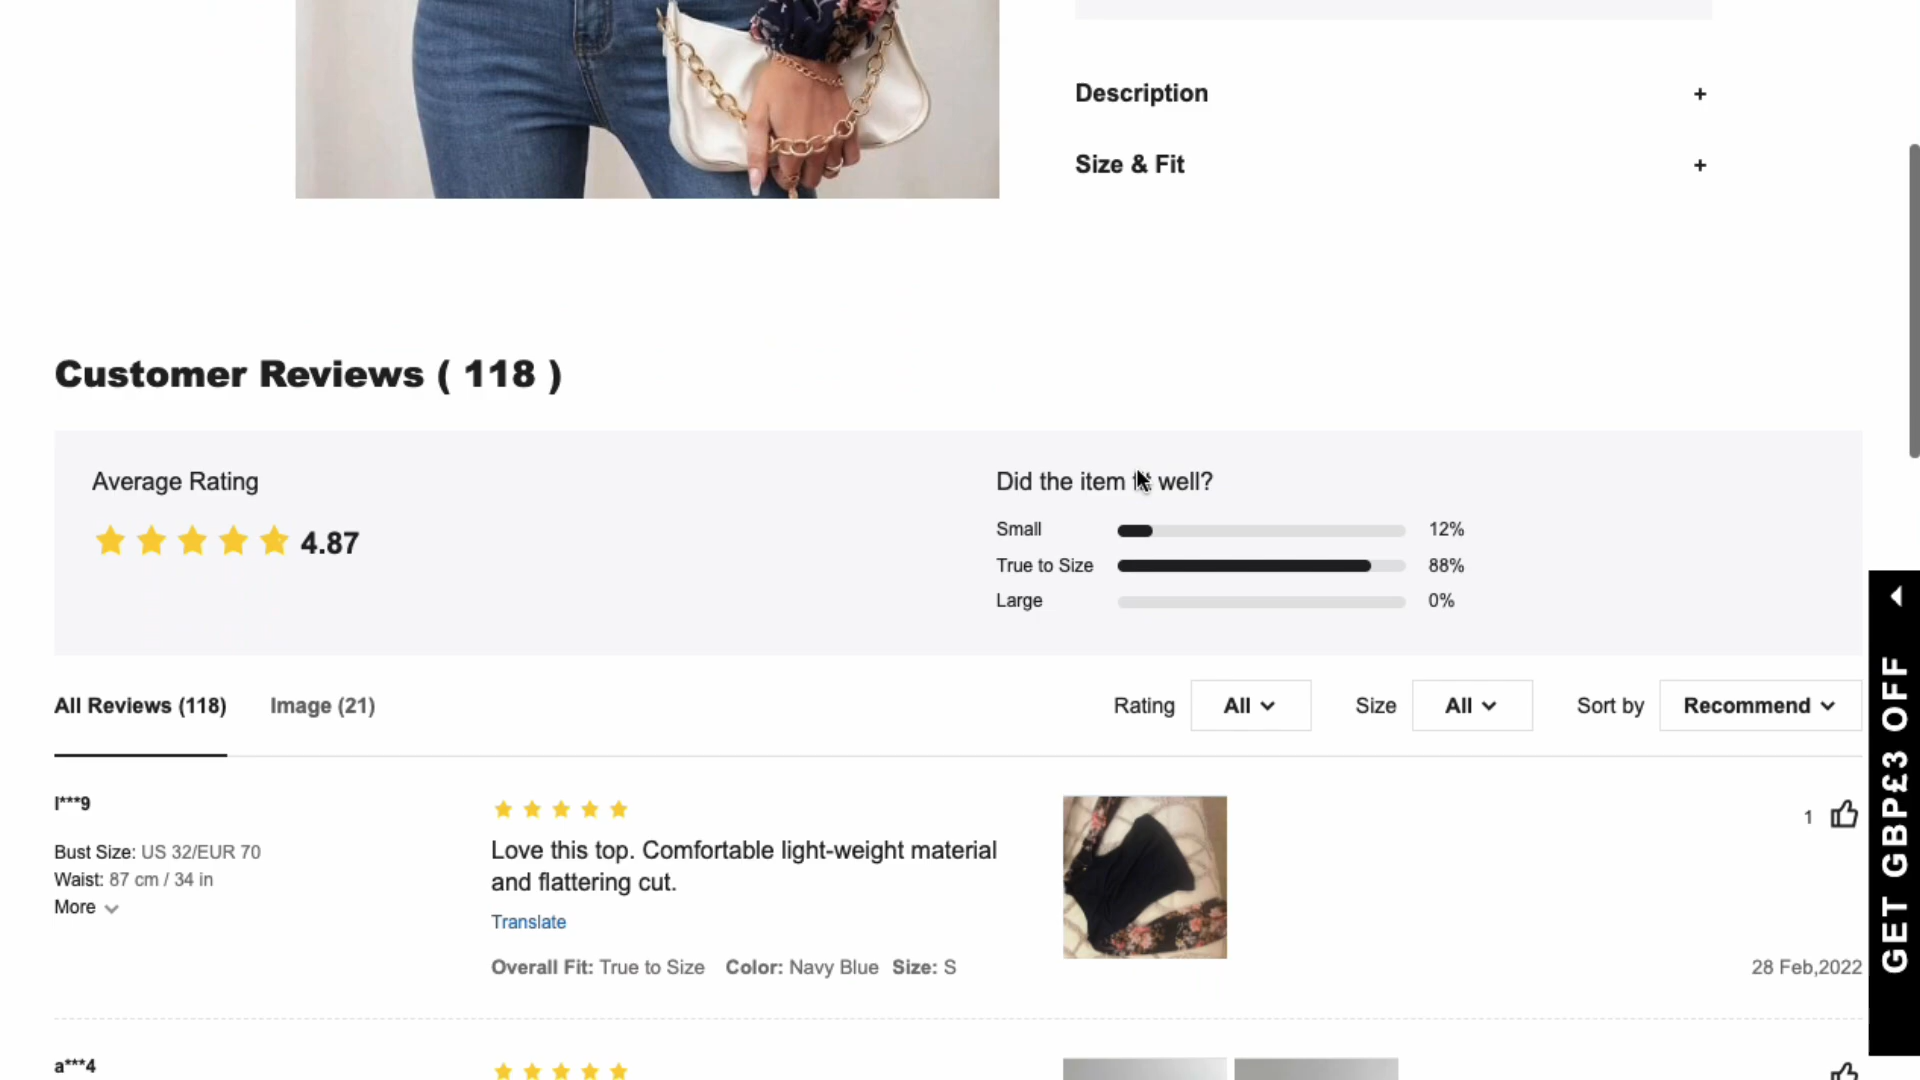 Description +
Size & Fit +
Customer Reviews ( 118 )
Average Rating
4.87
Did the item well?
Small 12%
True to Size 88%
Large 0%
All Reviews (118) Image (21)
Rating All Size All Sort by Recommend
l***9
Bust Size: US 32/EUR 70
Waist: 87 cm / 34 in
More
Love this top. Comfortable light-weight material
and flattering cut.
Translate
Overall Fit: True to Size Color: Navy Blue Size: S
1
28 Feb,2022
a***4
GET GBP£3 OFF